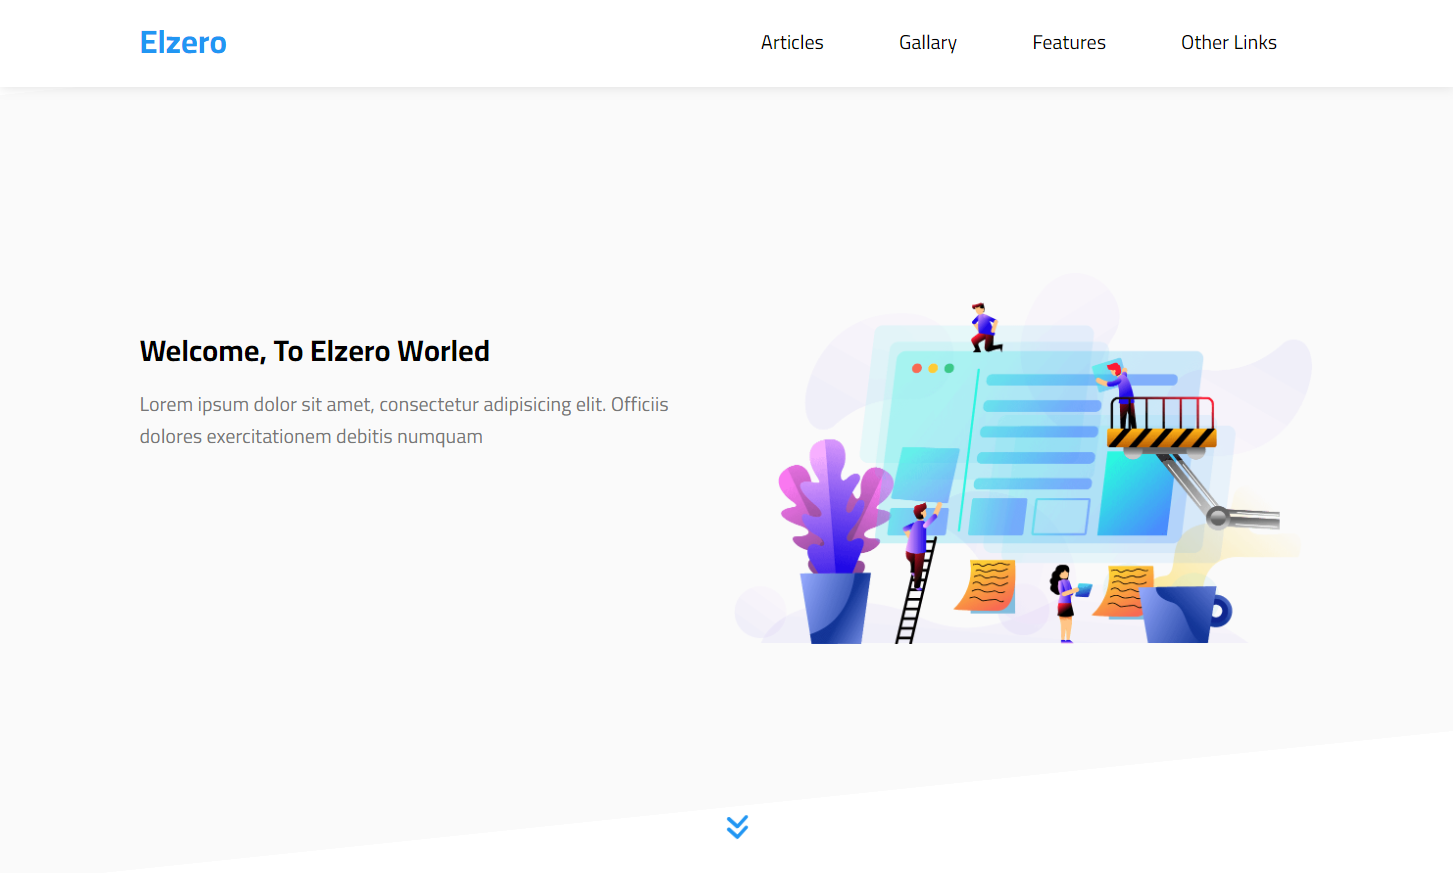 Elzero
Articles
Gallary
Features
Other Links
Welcome, To Elzero Worled
Lorem ipsum dolor sit amet, consectetur adipisicing elit. Officiis
dolores exercitationem debitis numquam